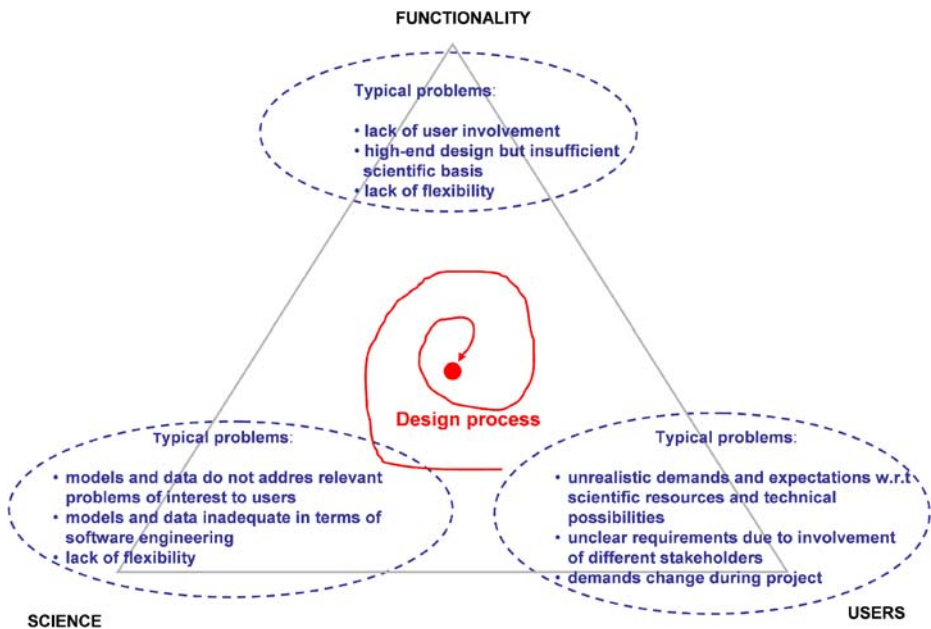 FUNCTIONALITY
Typical problems:
• lack of user involvement
• high-end design but insufficient
scientific basis
• lack of flexibility
Design process
Typical problems:
• models and data do not addres relevant
problems of interest to users
• models and data inadequate in terms of
software engineering
• lack of flexibility
Typical problems:
• unrealistic demands and expectations w.r.t
scientific resources and technical
possibilities
• unclear requirements due to involvement
of different stakeholders
• demands change during project
SCIENCE
USERS